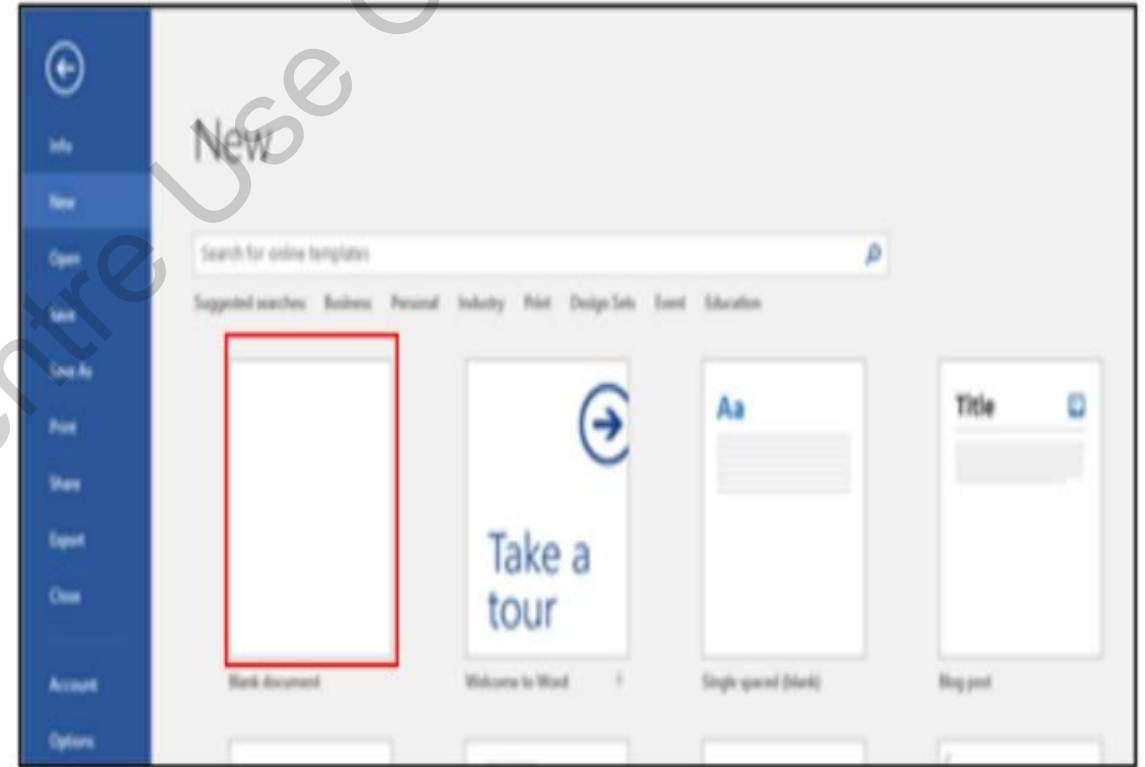 Info
New
New
Open
Search for online templates
Save
Suggested searches: Business Personal Industry Print Design Sets Event Education
Save As
Print
Aa
Title
Share
Export
Take a
tour
Close
Account
Blank document
Welcome to Word
Single spaced (blank)
Blog post
Options
entre Use